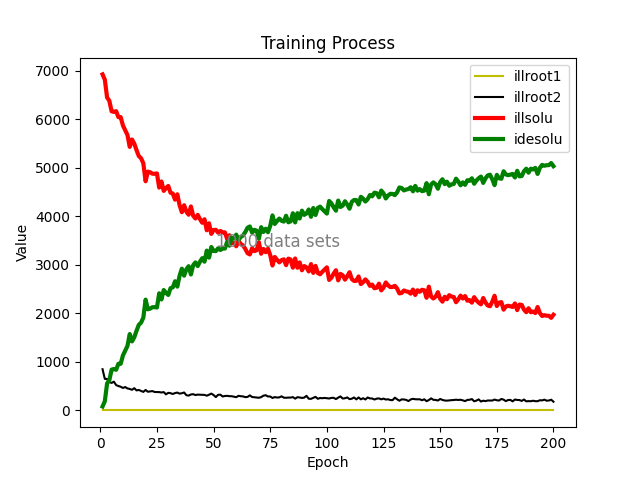 Training Process
Value
7000
6000
5000
4000
3000
2000
1000
0
illroot1
illroot2
illsolu
idesolu
1000 data sets
0 25 50 75 100 125 150 175 200
Epoch